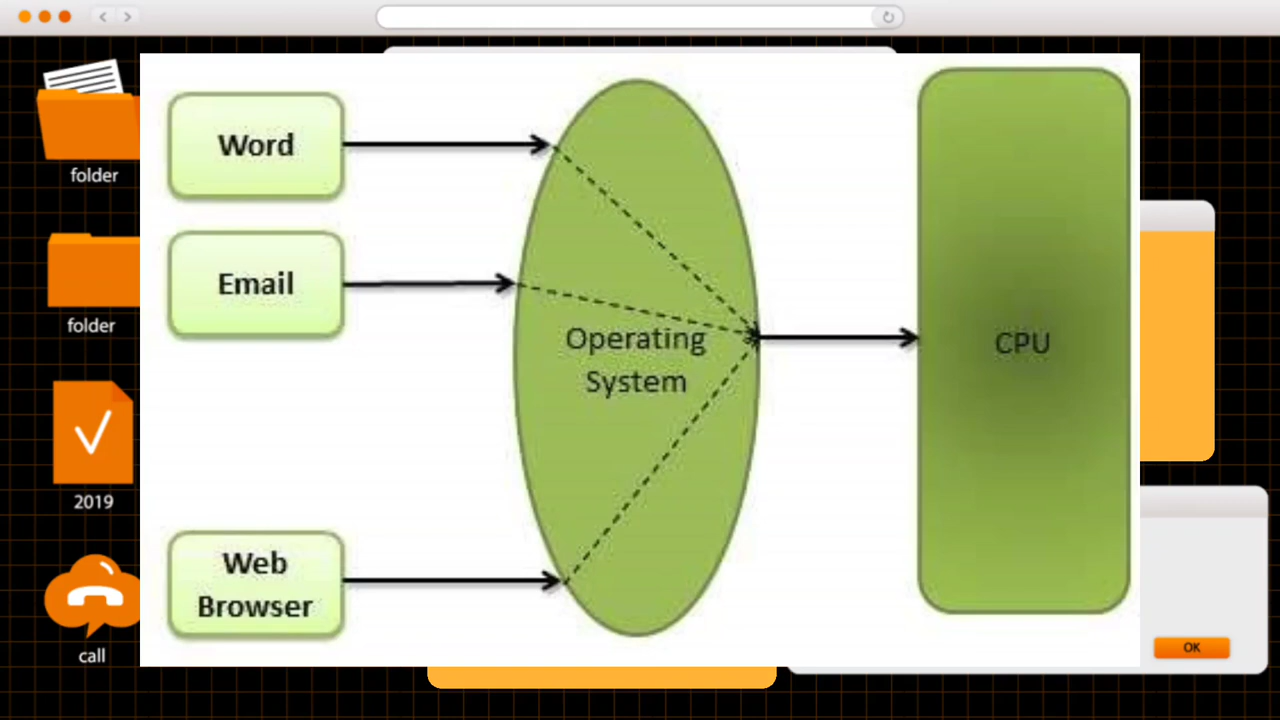 folder
folder
2019
call
Word
Email
Web
Browser
Operating
System
CPU
OK